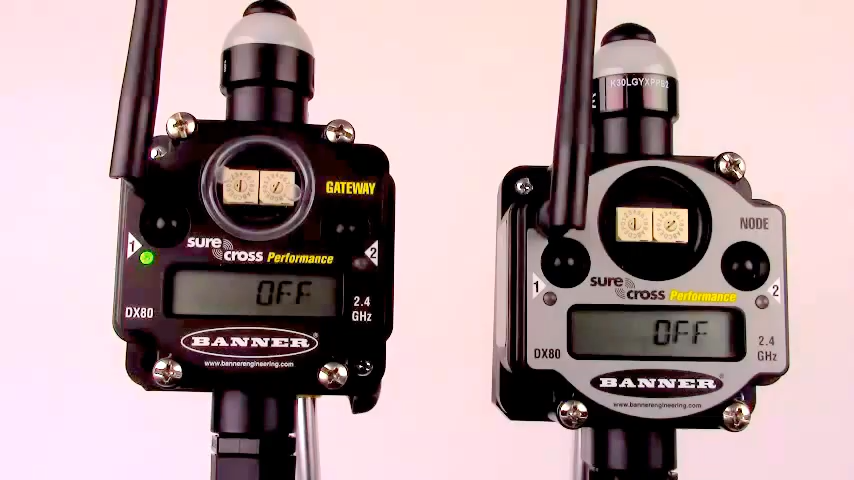 GATEWAY
sure
cross Performance
1
2
OFF
DX80
2.4
GHz
BANNER
www.bannerengineering.com
K30LGYXPPB2
NODE
sure
cross Performance
1
2
OFF
DX80
2.4
GHz
BANNER
www.bannerengineering.com